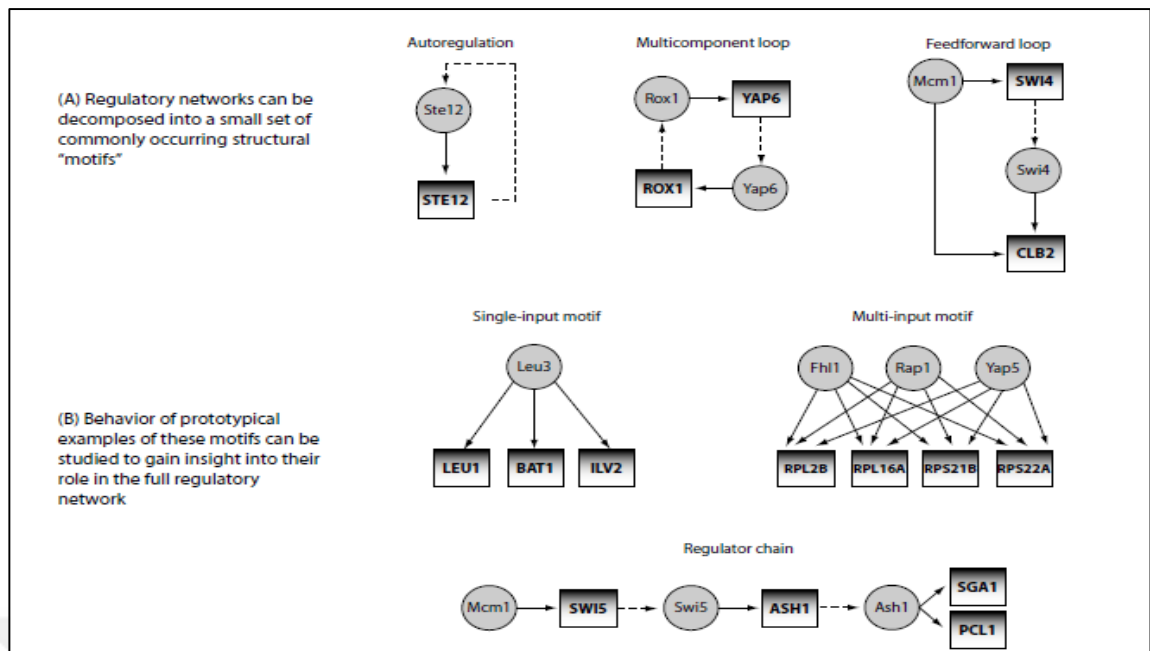 Autoregulation
Multicomponent loop
Feedforward loop
(A) Regulatory networks can be
decomposed into a small set of
commonly occurring structural
"motifs"
Ste12
STE12
Rox1
YAP6
ROX1
Yap6
Mcm1
SWI4
Swi4
CLB2
Single-input motif
Multi-input motif
(B) Behavior of prototypical
examples of these motifs can be
studied to gain insight into their
role in the full regulatory
network
Leu3
LEU1
BAT1
ILV2
Fhl1
Rap1
Yap5
RPL2B
RPL16A
RPS21B
RPS22A
Regulator chain
Mcm1
SWI5
Swi5
ASH1
Ash1
SGA1
PCL1